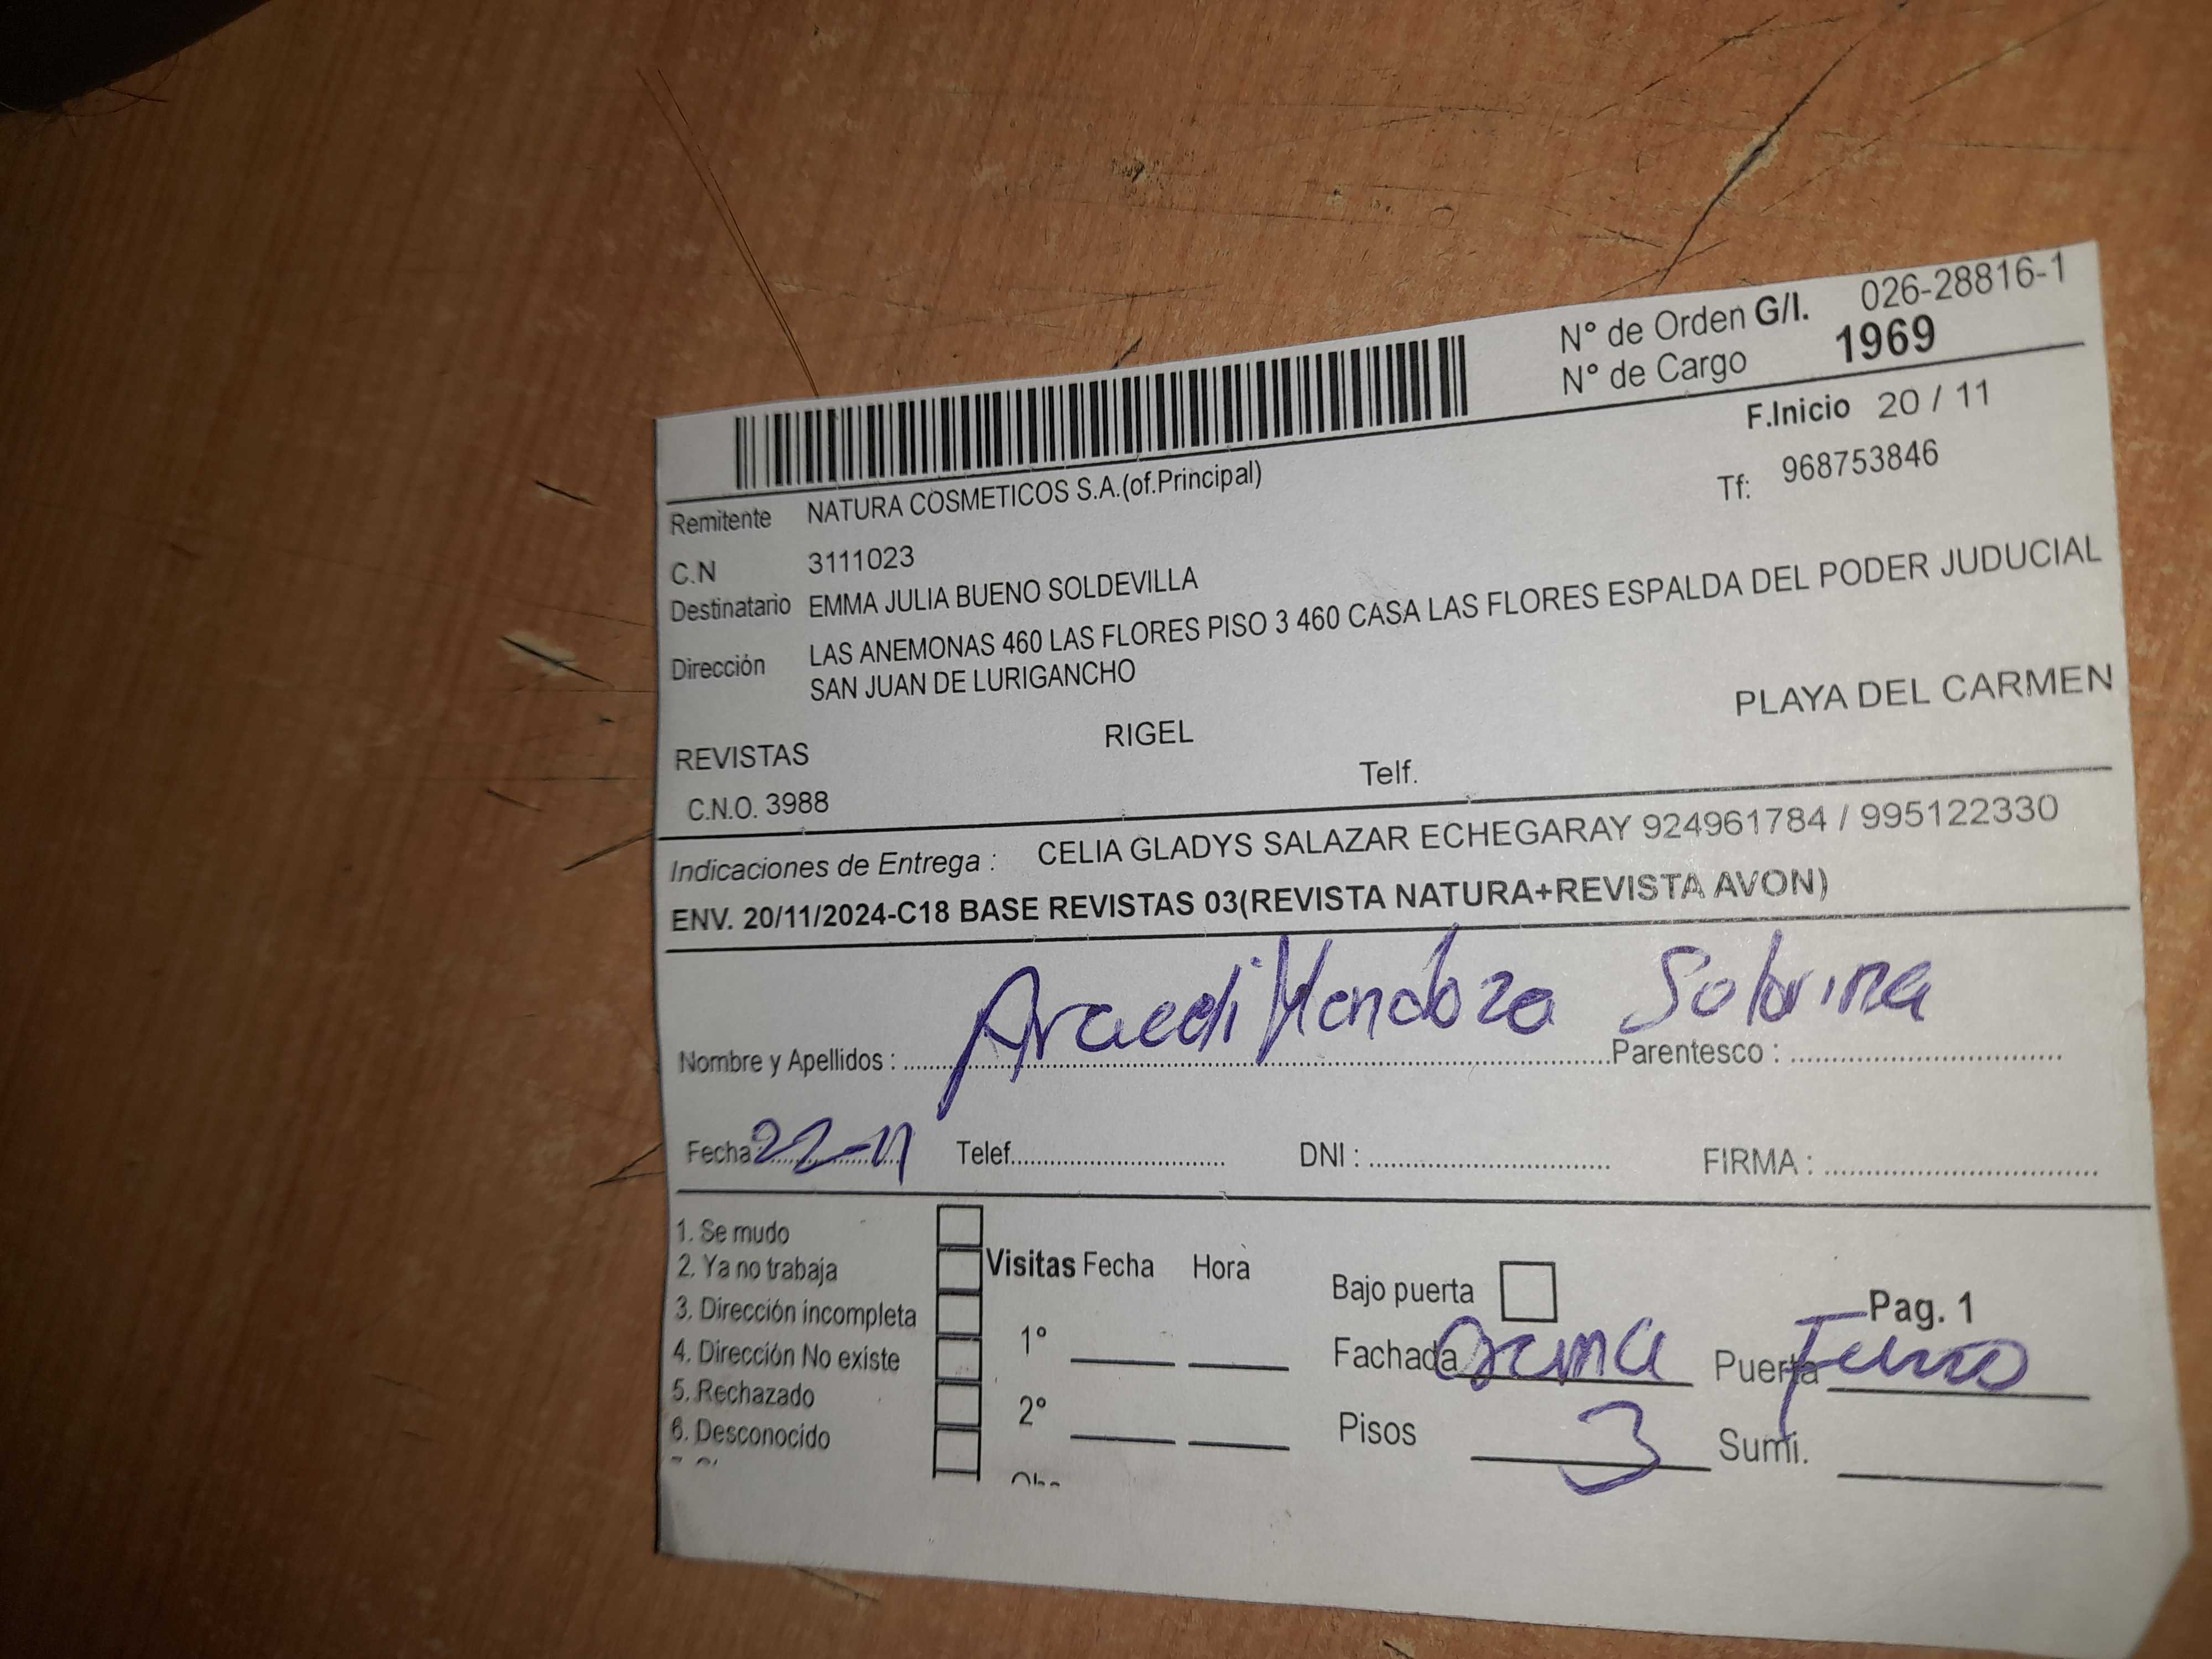 N° de Orden G/I. 026-28816-1
N° de Cargo 1969
F.Inicio 20 / 11
Remitente NATURA COSMETICOS S.A.(of.Principal) Tf: 968753846
C.N 3111023
Destinatario EMMA JULIA BUENO SOLDEVILLA
Dirección LAS ANEMONAS 460 LAS FLORES PISO 3 460 CASA LAS FLORES ESPALDA DEL PODER JUDUCIAL
SAN JUAN DE LURIGANCHO
REVISTAS RIGEL PLAYA DEL CARMEN
C.N.O. 3988 Telf.
Indicaciones de Entrega : CELIA GLADYS SALAZAR ECHEGARAY 924961784 / 995122330
ENV. 20/11/2024-C18 BASE REVISTAS 03(REVISTA NATURA+REVISTA AVON)
Nombre y Apellidos : Mendoza Parentesco : Sobrina
Fecha 22-11 Telef. DNI : FIRMA :
1. Se mudo
2. Ya no trabaja Visitas Fecha Hora Bajo puerta Pag. 1
3. Dirección incompleta 1° Fachada Puerta
4. Dirección No existe
5. Rechazado 2° Pisos 3 Sumi.
6. Desconocido